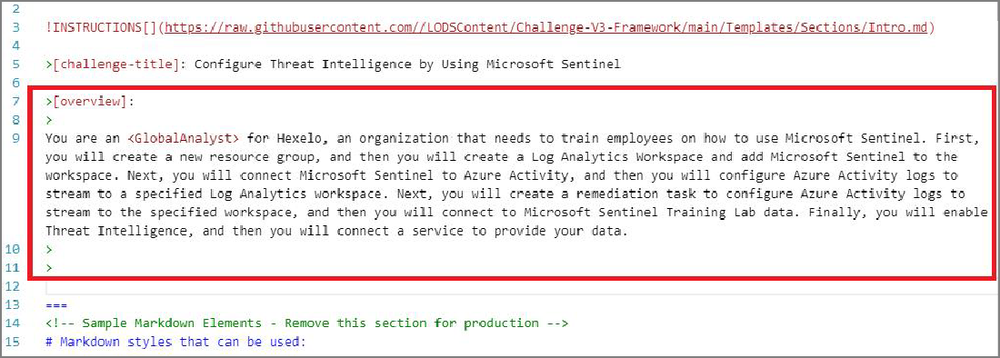 2
3 !INSTRUCTIONS[](https://raw.githubusercontent.com//LODSContent/Challenge-V3-Framework/main/Templates/Sections/Intro.md)
4
5 >[challenge-title]: Configure Threat Intelligence by Using Microsoft Sentinel
6
7 >[overview]:
8 >
9 You are an <GlobalAnalyst> for Hexelo, an organization that needs to train employees on how to use Microsoft Sentinel. First,
you will create a new resource group, and then you will create a Log Analytics Workspace and add Microsoft Sentinel to the
workspace. Next, you will connect Microsoft Sentinel to Azure Activity, and then you will configure Azure Activity logs to
stream to a specified Log Analytics workspace. Next, you will create a remediation task to configure Azure Activity logs to
stream to the specified workspace, and then you will connect to Microsoft Sentinel Training Lab data. Finally, you will enable
Threat Intelligence, and then you will connect a service to provide your data.
10 >
11 >
12
13 ===
14 <!-- Sample Markdown Elements - Remove this section for production -->
15 # Markdown styles that can be used: